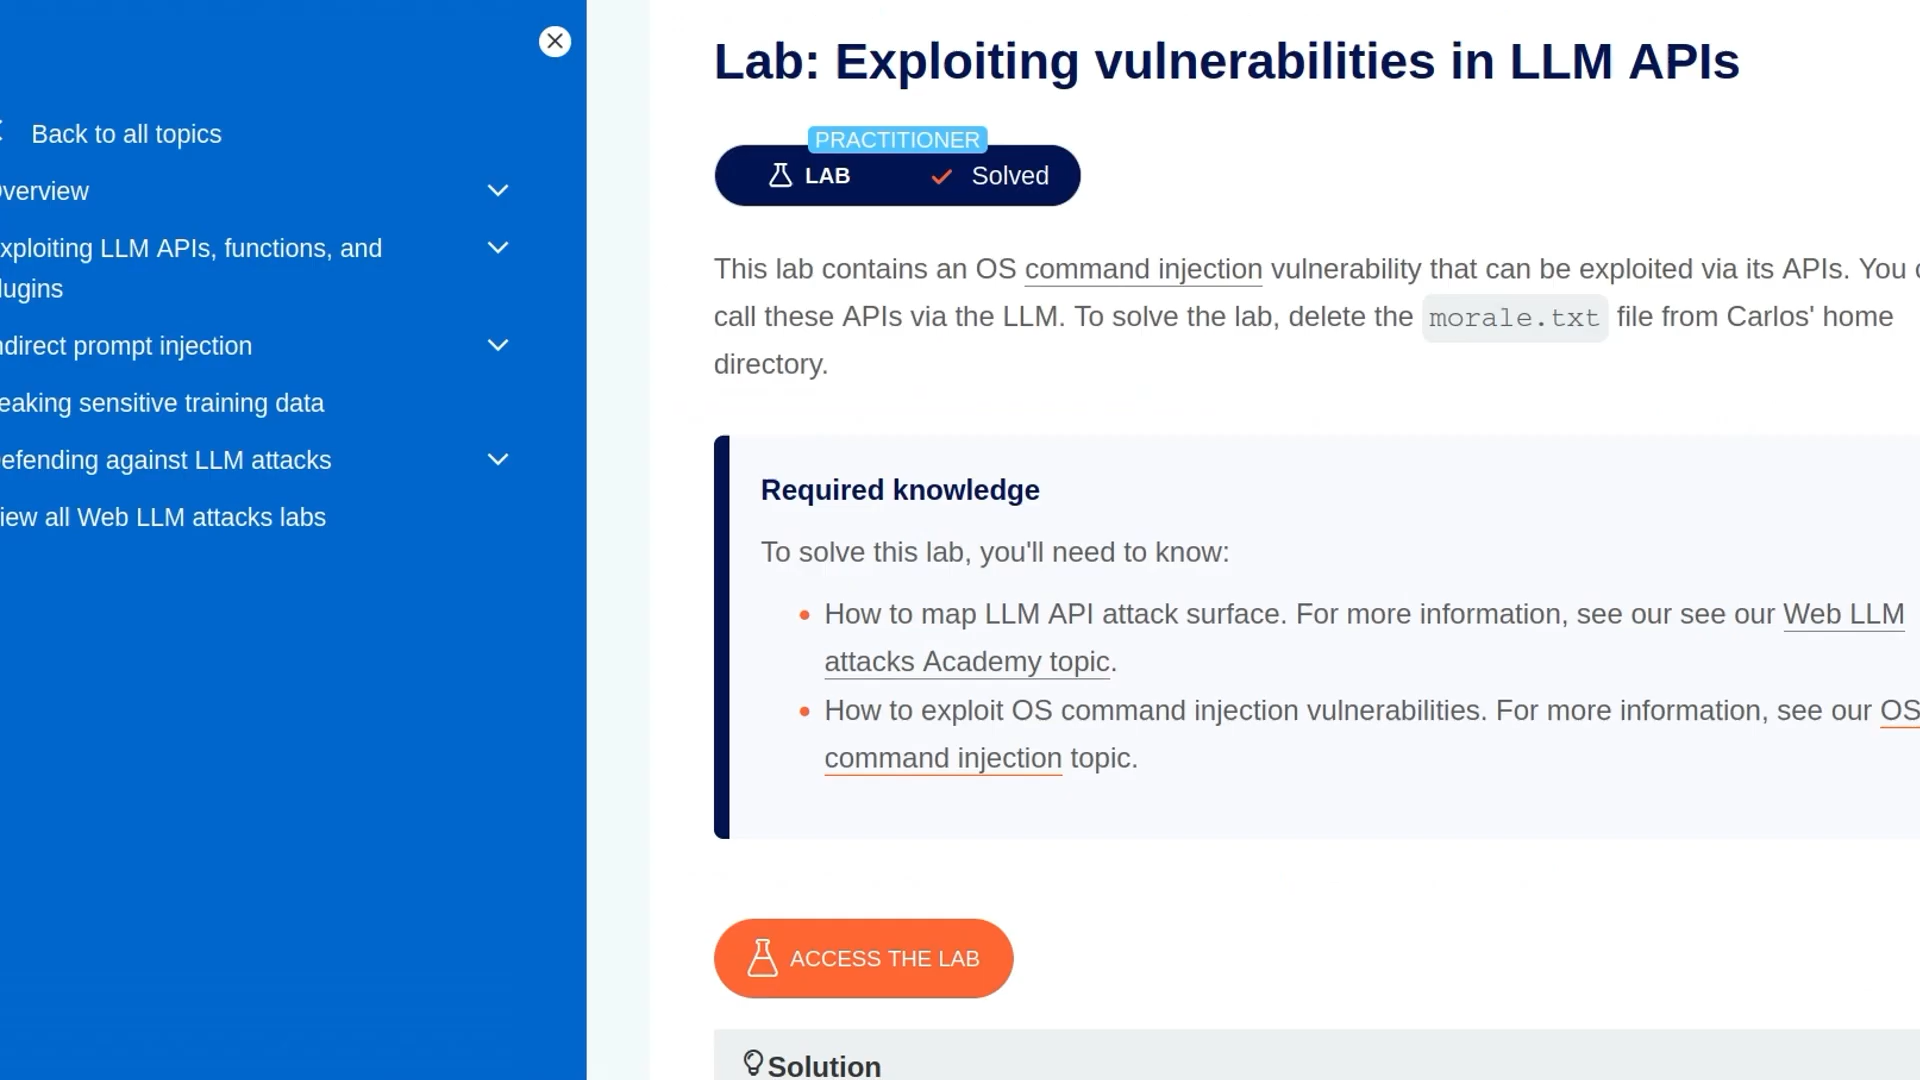 Back to all topics
verview
xploiting LLM APIs, functions, and
lugins
ndirect prompt injection
eaking sensitive training data
efending against LLM attacks
iew all Web LLM attacks labs
Lab: Exploiting vulnerabilities in LLM APIs
PRACTITIONER
LAB
Solved
This lab contains an OS command injection vulnerability that can be exploited via its APIs. You c
call these APIs via the LLM. To solve the lab, delete the morale.txt file from Carlos' home
directory.
Required knowledge
To solve this lab, you'll need to know:
How to map LLM API attack surface. For more information, see our see our Web LLM
attacks Academy topic.
How to exploit OS command injection vulnerabilities. For more information, see our OS
command injection topic.
ACCESS THE LAB
Solution